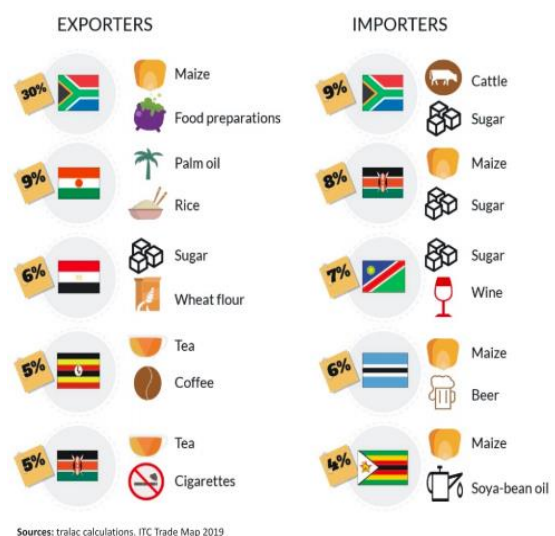 EXPORTERS
IMPORTERS
30%
Maize
Food preparations
9%
Cattle
Sugar
9%
Palm oil
Rice
8%
Maize
Sugar
6%
Sugar
Wheat flour
7%
Sugar
Wine
5%
Tea
Coffee
6%
Maize
Beer
5%
Tea
Cigarettes
4%
Maize
Soya-bean oil
Sources: tralac calculations. ITC Trade Map 2019